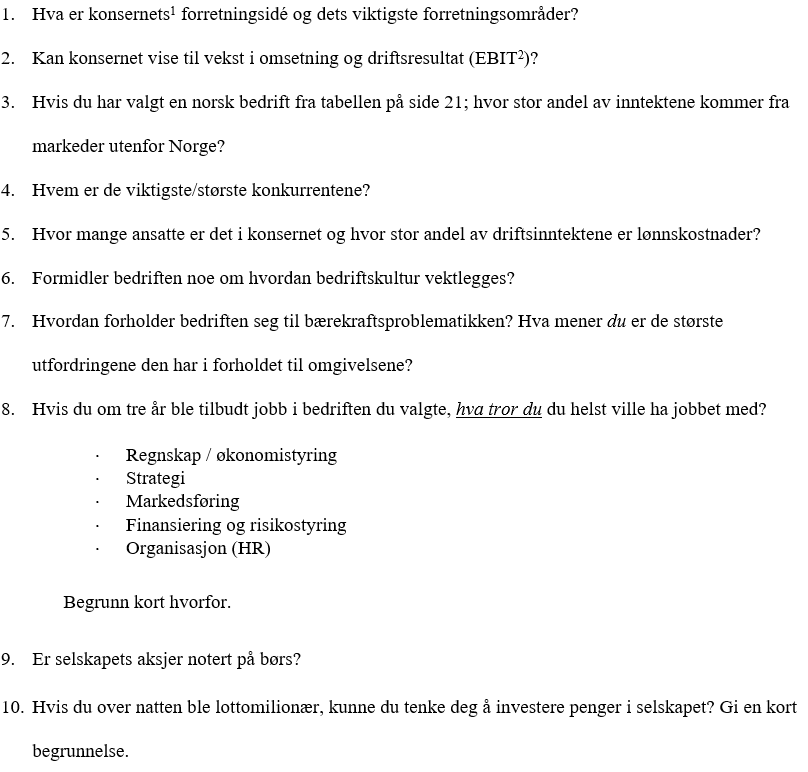 1. Hva er konsernets¹ forretningsidé og dets viktigste forretningsområder?
2. Kan konsernet vise til vekst i omsetning og driftsresultat (EBIT²)?
3. Hvis du har valgt en norsk bedrift fra tabellen på side 21; hvor stor andel av inntektene kommer fra
markeder utenfor Norge?
4. Hvem er de viktigste/største konkurrentene?
5. Hvor mange ansatte er det i konsernet og hvor stor andel av driftsinntektene er lønnskostnader?
6. Formidler bedriften noe om hvordan bedriftskultur vektlegges?
7. Hvordan forholder bedriften seg til bærekraftsproblematikken? Hva mener du er de største
utfordringene den har i forholdet til omgivelsene?
8. Hvis du om tre år ble tilbudt jobb i bedriften du valgte, hva tror du du helst ville ha jobbet med?
· Regnskap / økonomistyring
· Strategi
· Markedsføring
· Finansiering og risikostyring
· Organisasjon (HR)
Begrunn kort hvorfor.
9. Er selskapets aksjer notert på børs?
10. Hvis du over natten ble lottomilionær, kunne du tenke deg å investere penger i selskapet? Gi en kort
begrunnelse.